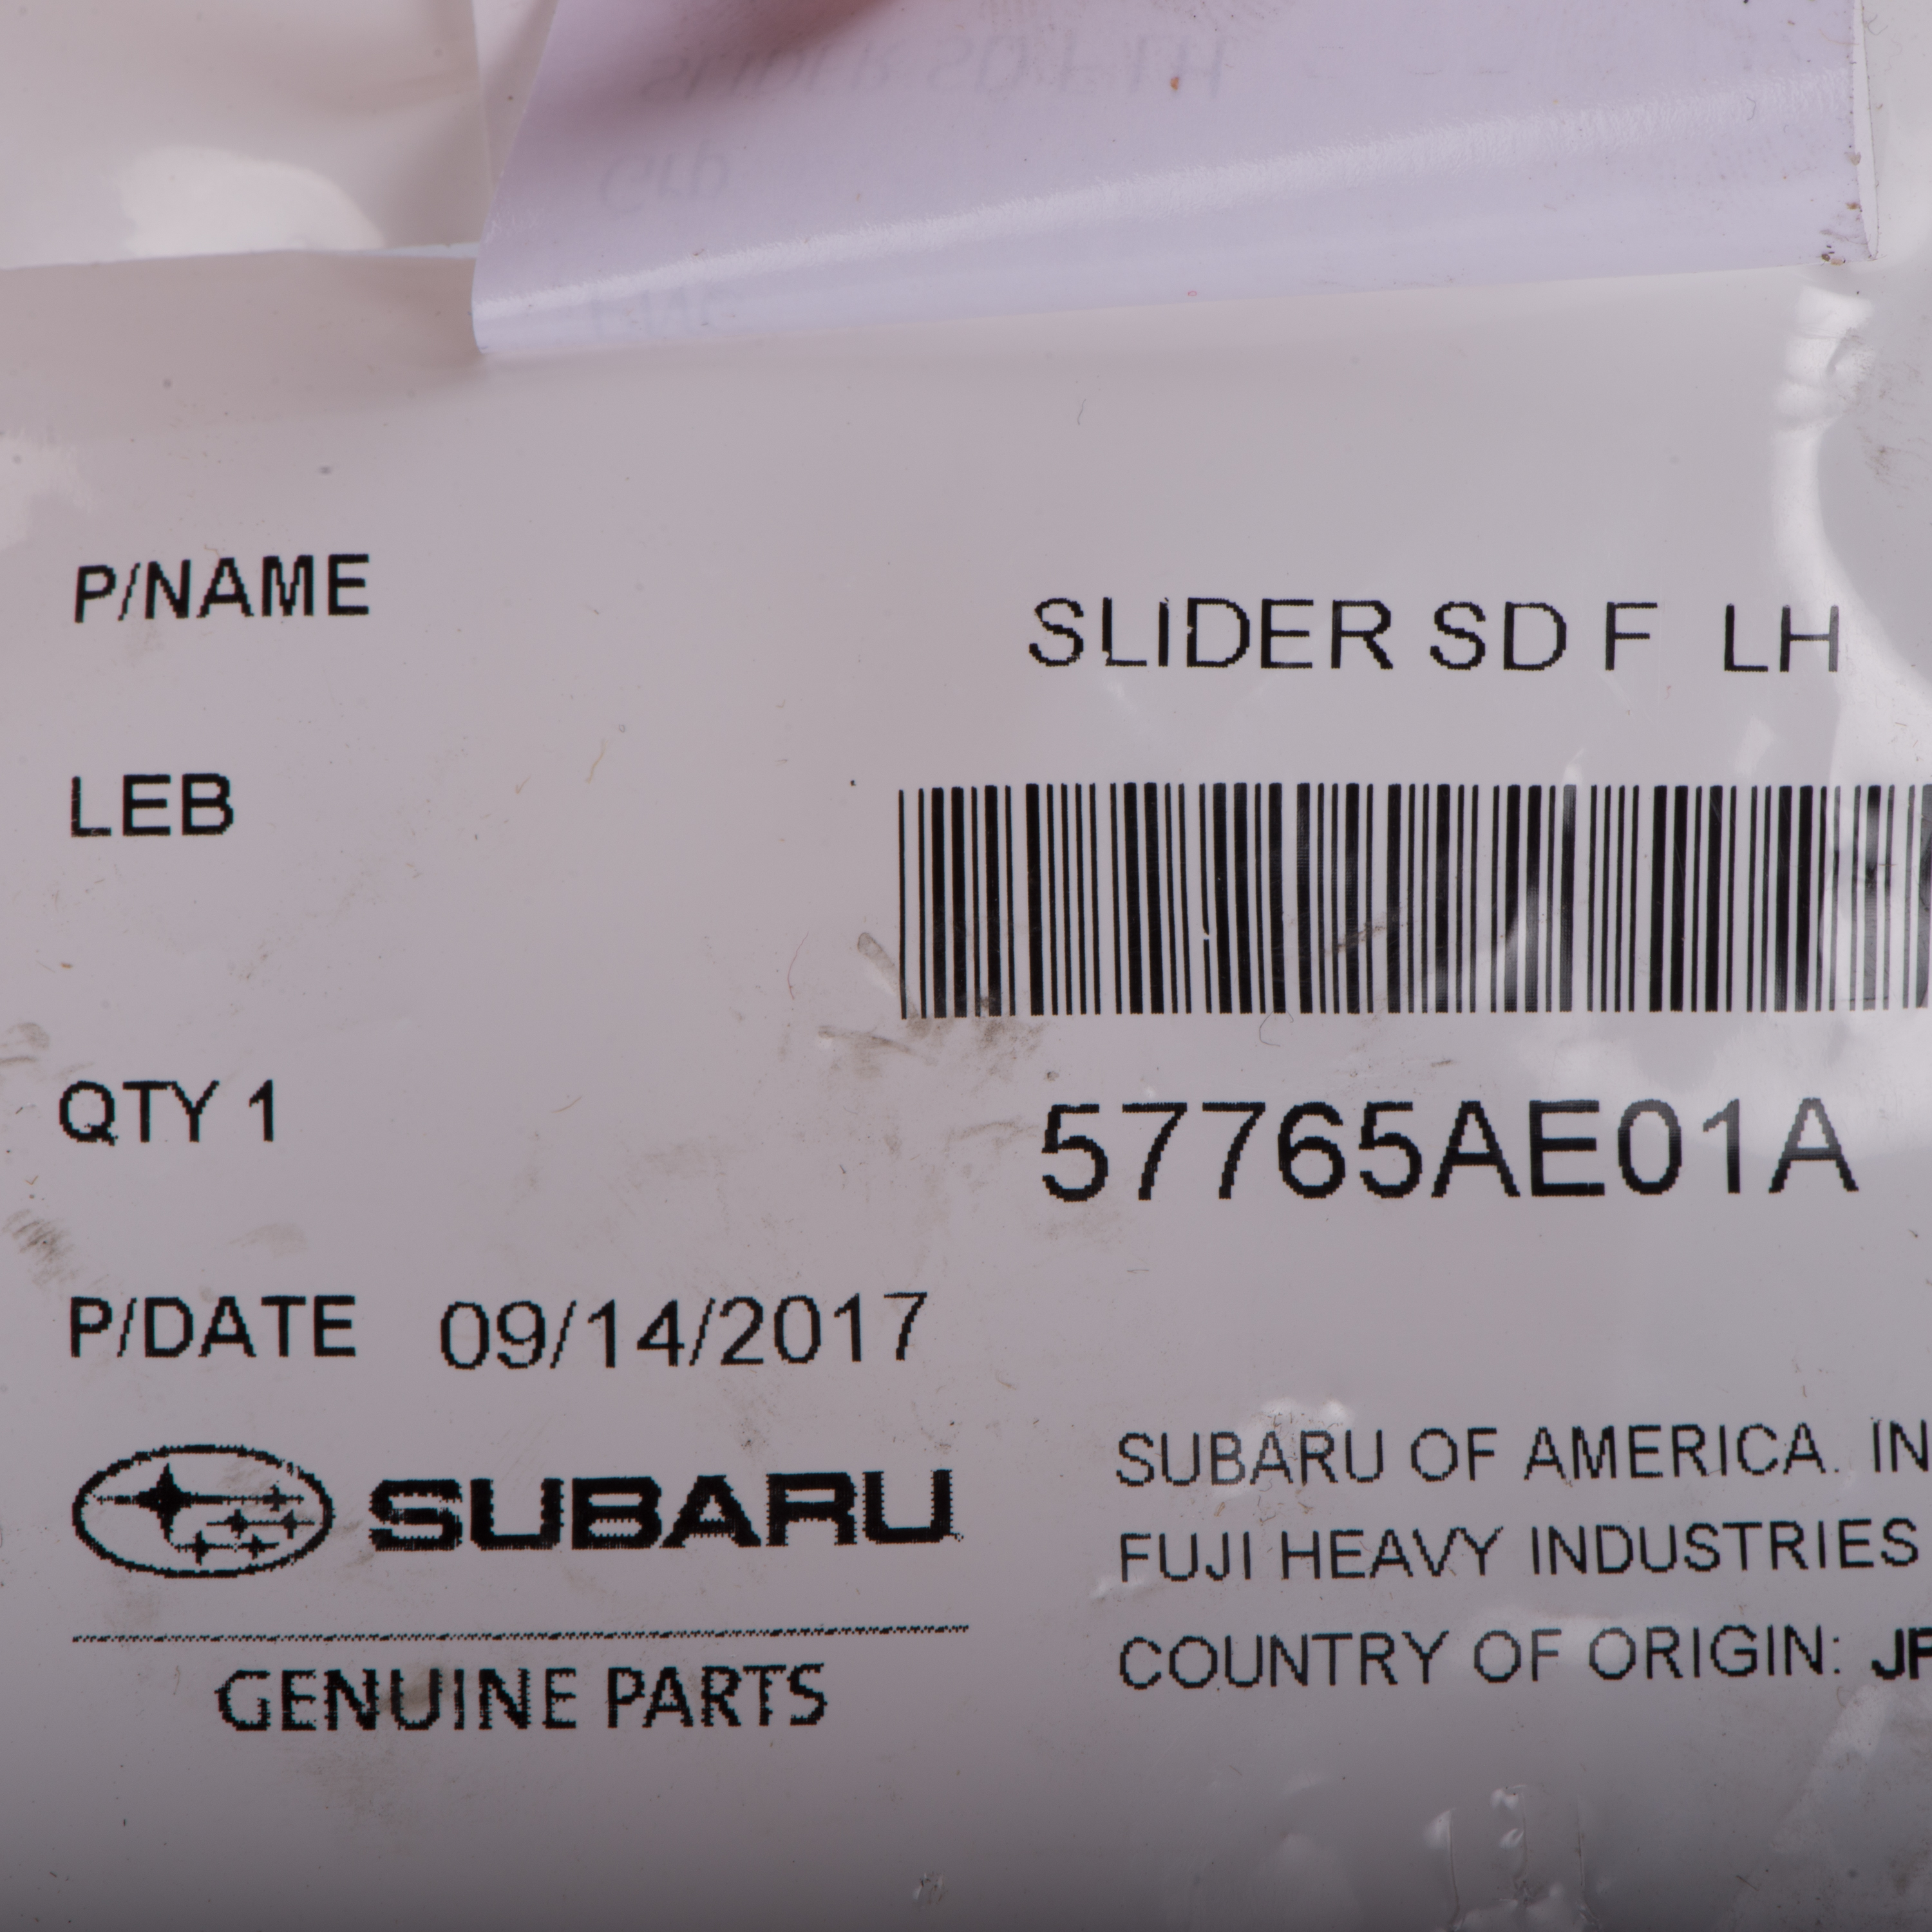 P/NAME
SLIDER SD F LH
LEB
QTY 1
57765AE01A
P/DATE 09/14/2017
SUBARU
GENUINE PARTS
SUBARU OF AMERICA. IN
FUJI HEAVY INDUSTRIES
COUNTRY OF ORIGIN: